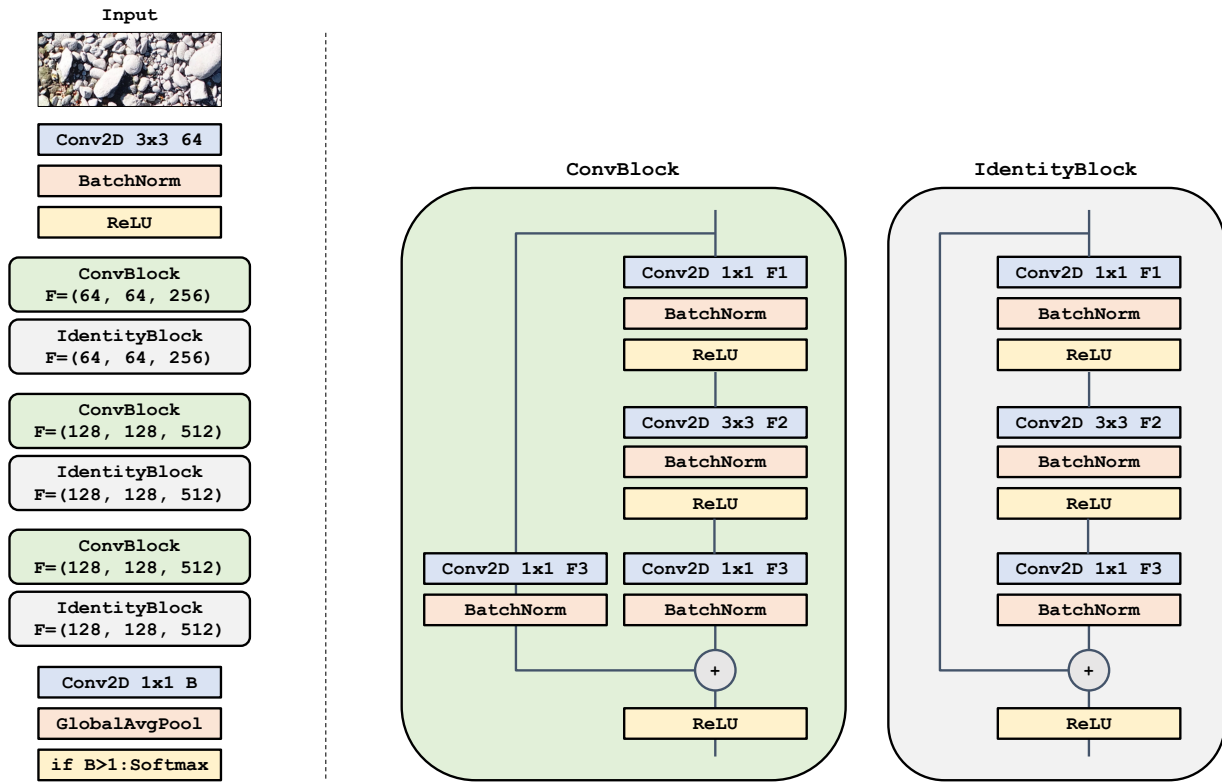 Input
Conv2D 3x3 64
BatchNorm
ReLU
ConvBlock
F=(64, 64, 256)
IdentityBlock
F=(64, 64, 256)
ConvBlock
F=(128, 128, 512)
IdentityBlock
F=(128, 128, 512)
ConvBlock
F=(128, 128, 512)
IdentityBlock
F=(128, 128, 512)
Conv2D 1x1 B
GlobalAvgPool
if B>1:Softmax
ConvBlock
Conv2D 1x1 F1
BatchNorm
ReLU
Conv2D 3x3 F2
BatchNorm
ReLU
Conv2D 1x1 F3
BatchNorm
Conv2D 1x1 F3
BatchNorm
+
ReLU
IdentityBlock
Conv2D 1x1 F1
BatchNorm
ReLU
Conv2D 3x3 F2
BatchNorm
ReLU
Conv2D 1x1 F3
BatchNorm
+
ReLU